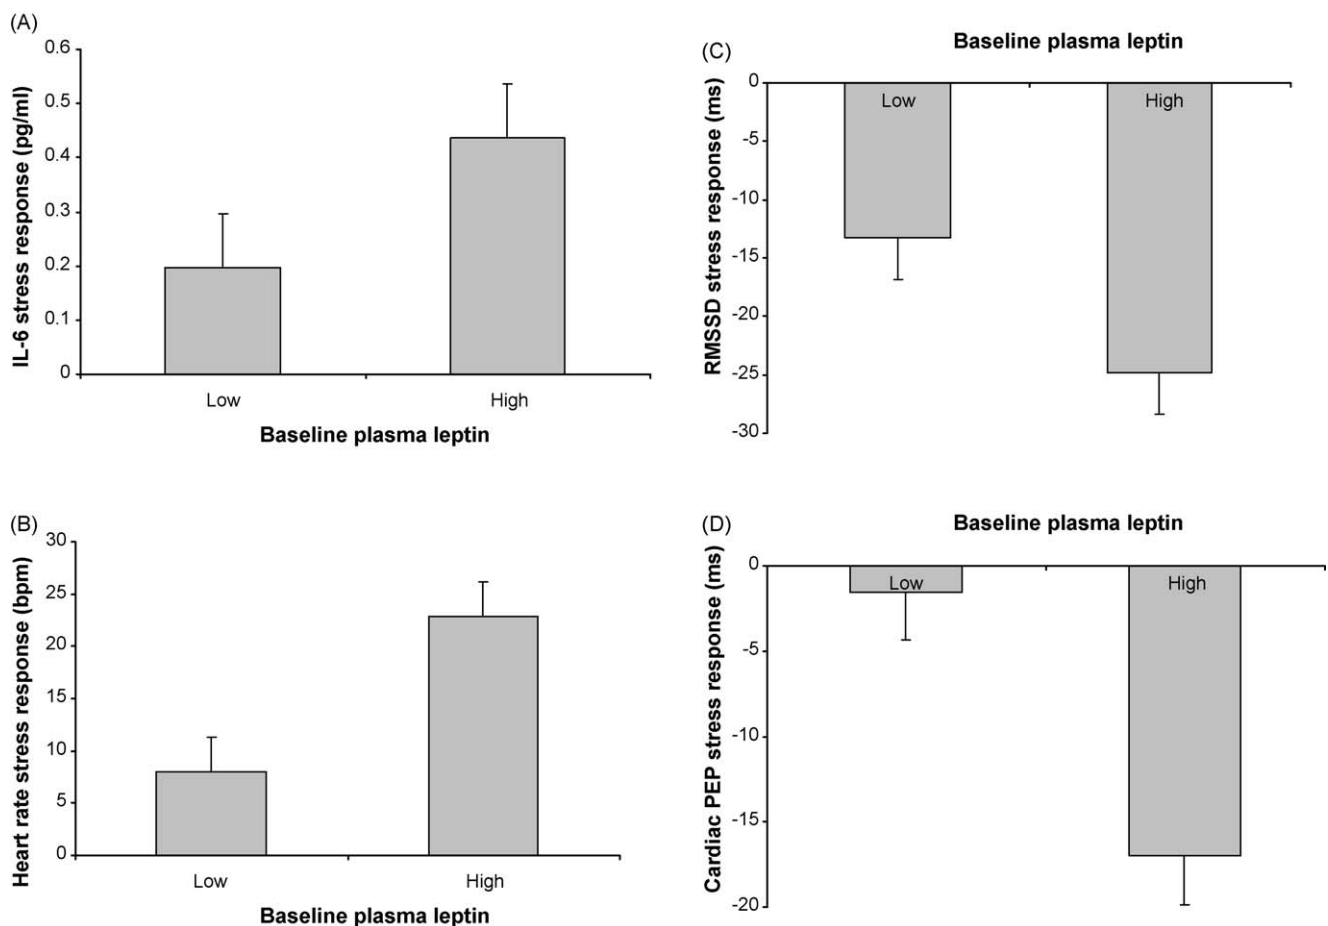 (A)
IL-6 stress response (pg/ml)
0.6
0.5
0.4
0.3
0.2
0.1
0
Low
High
Baseline plasma leptin
(B)
Heart rate stress response (bpm)
30
25
20
15
10
5
0
Low
High
Baseline plasma leptin
(C)
Baseline plasma leptin
RMSSD stress response (ms)
0
-5
-10
-15
-20
-25
-30
Low
High
(D)
Baseline plasma leptin
Cardiac PEP stress response (ms)
0
-5
-10
-15
-20
Low
High